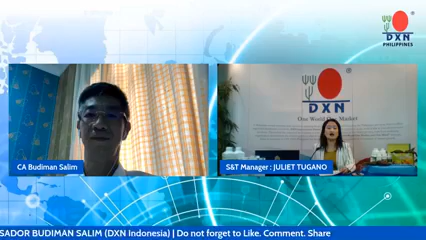 DXN
PHILIPPINES
DXN
One World One Market
CA Budiman Salim
S&T Manager : JULIET TUGANO
SADOR BUDIMAN SALIM (DXN Indonesia) | Do not forget to Like. Comment. Share